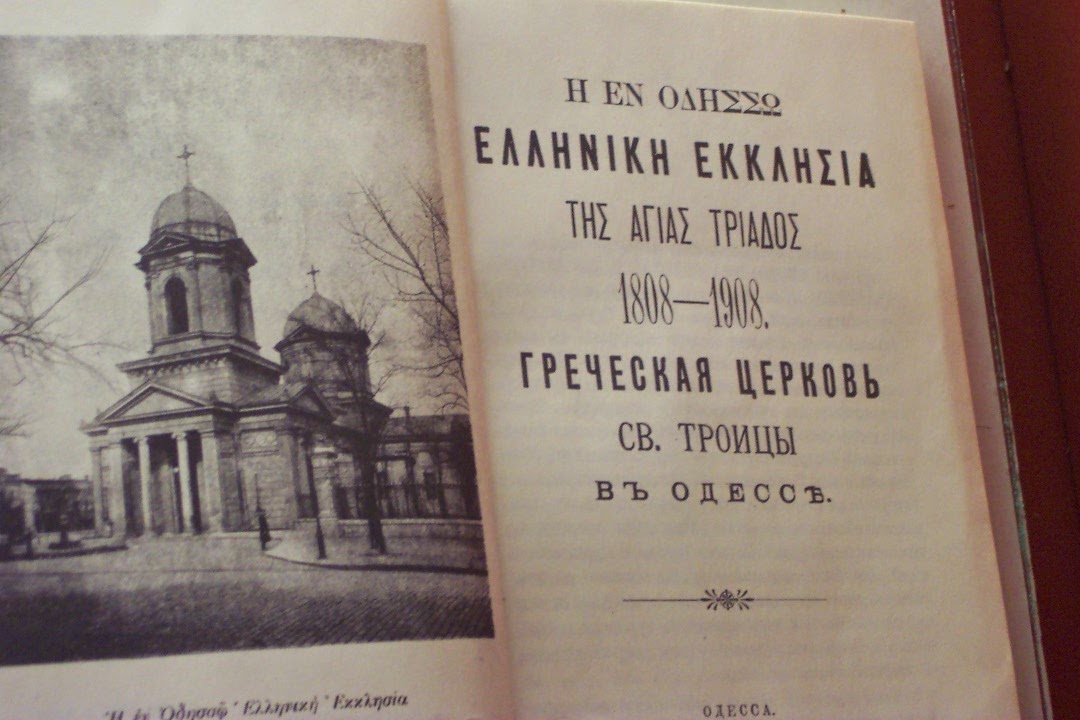 Ἡ ἐν Ὀδησσῷ Ἑλληνικὴ Ἐκκλησία
Η ΕΝ ΟΔΗΣΣΩ
ΕΛΛΗΝΙΚΗ ΕΚΚΛΗΣΙΑ
ΤΗΣ ΑΓΙΑΣ ΤΡΙΑΔΟΣ
1808—1908.
ГРЕЧЕСКАЯ ЦЕРКОВЬ
СВ. ТРОИЦЫ
ВЪ ОДЕССѢ.
ОДЕССА.